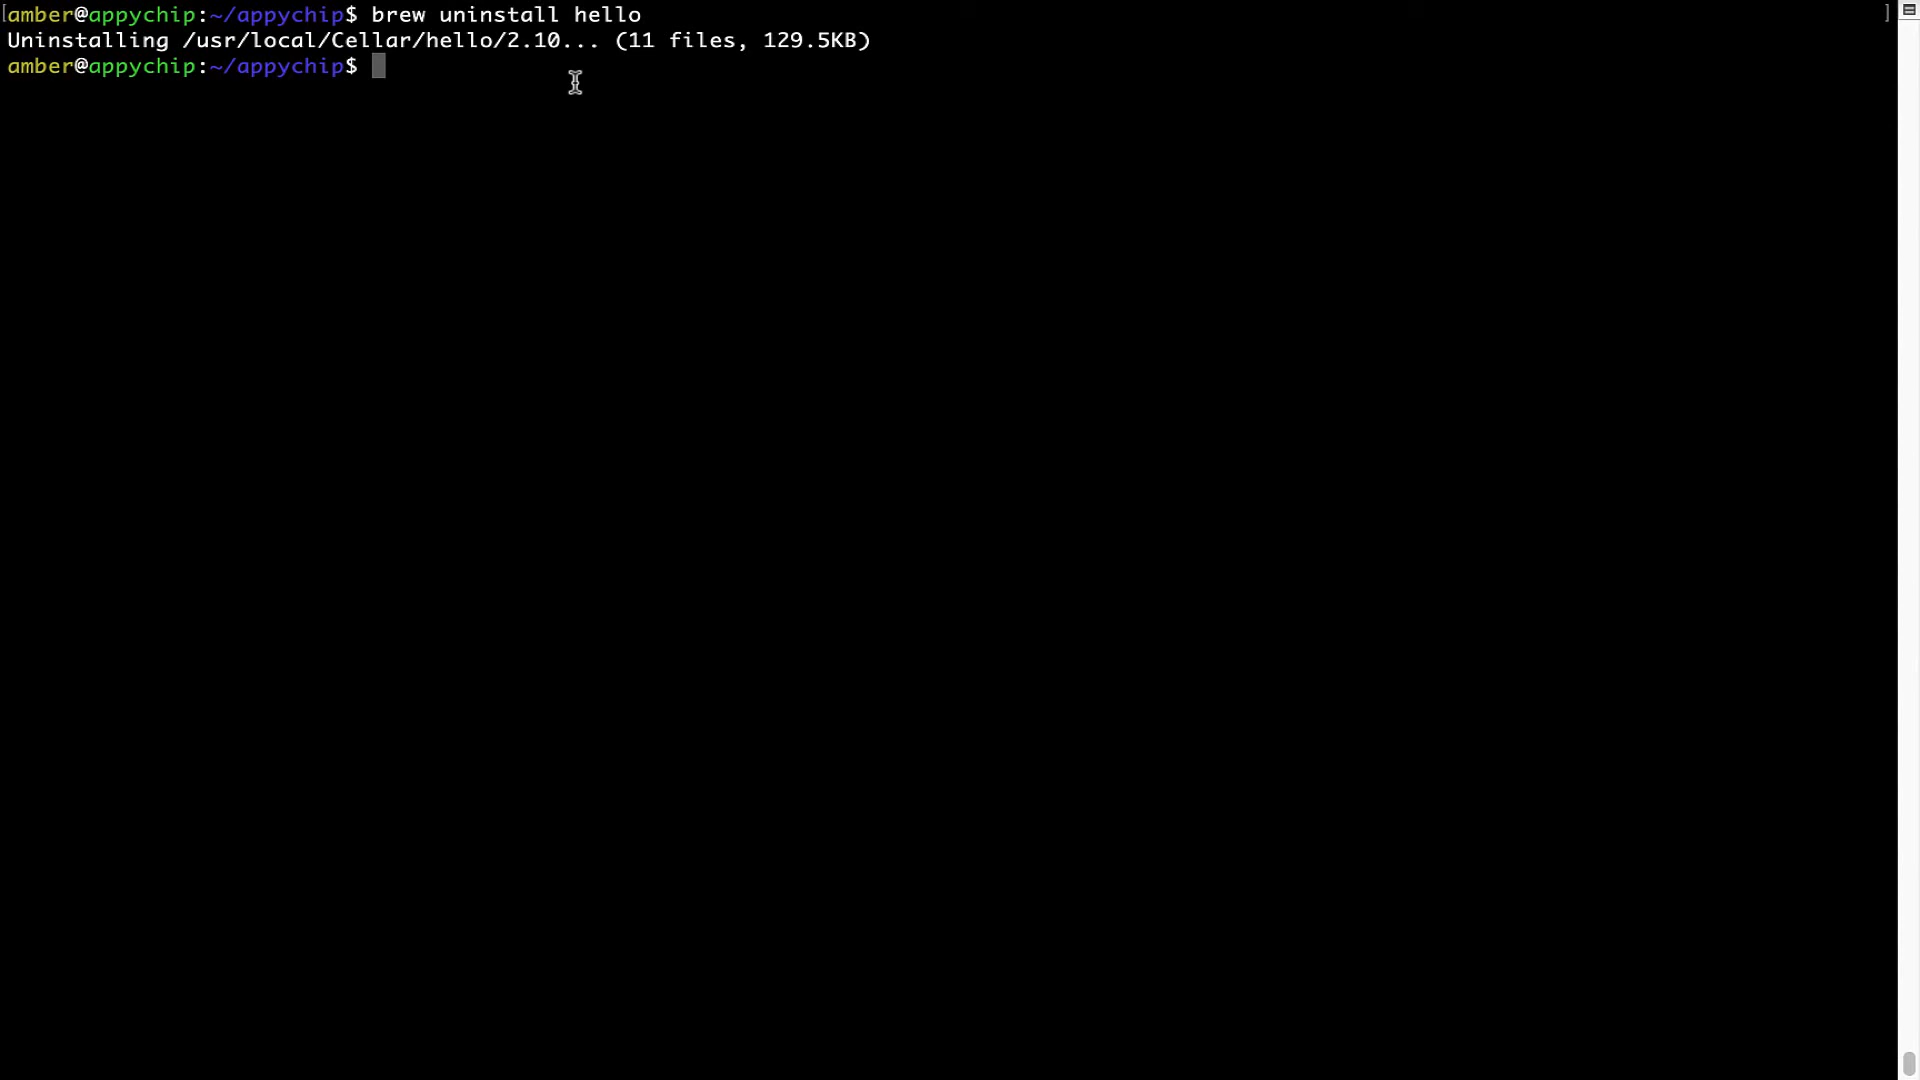 [amber@appychip:~/appychip$ brew uninstall hello ]
Uninstalling /usr/local/Cellar/hello/2.10... (11 files, 129.5KB)
amber@appychip:~/appychip$